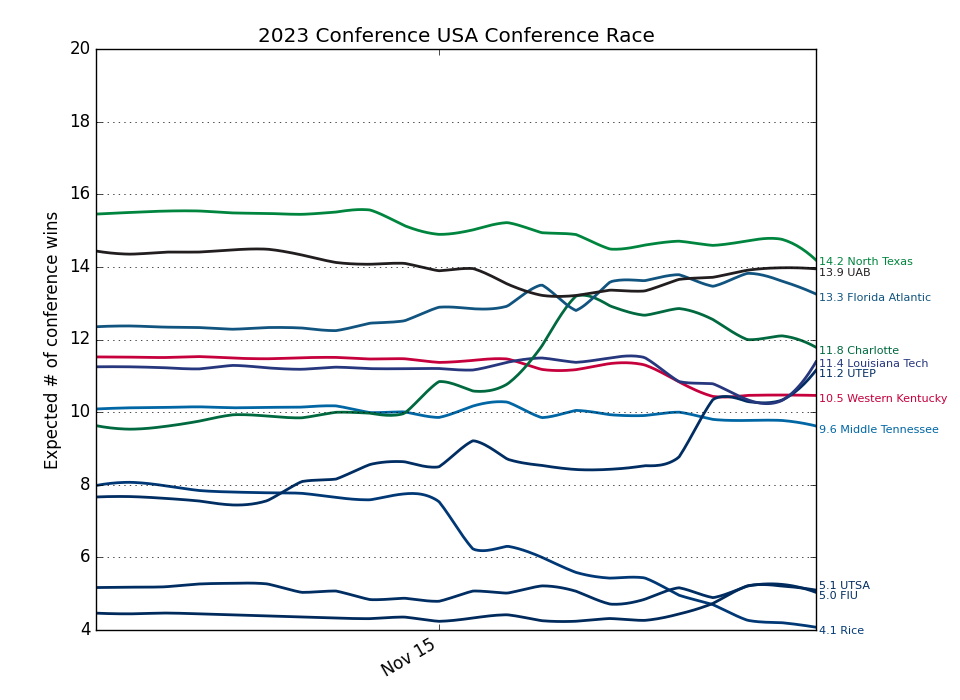 2023 Conference USA Conference Race
Expected # of conference wins
20
18
16
14
12
10
8
6
4
Nov 15
14.2 North Texas
13.9 UAB
13.3 Florida Atlantic
11.8 Charlotte
11.4 Louisiana Tech
11.2 UTEP
10.5 Western Kentucky
9.6 Middle Tennessee
5.1 UTSA
5.0 FIU
4.1 Rice